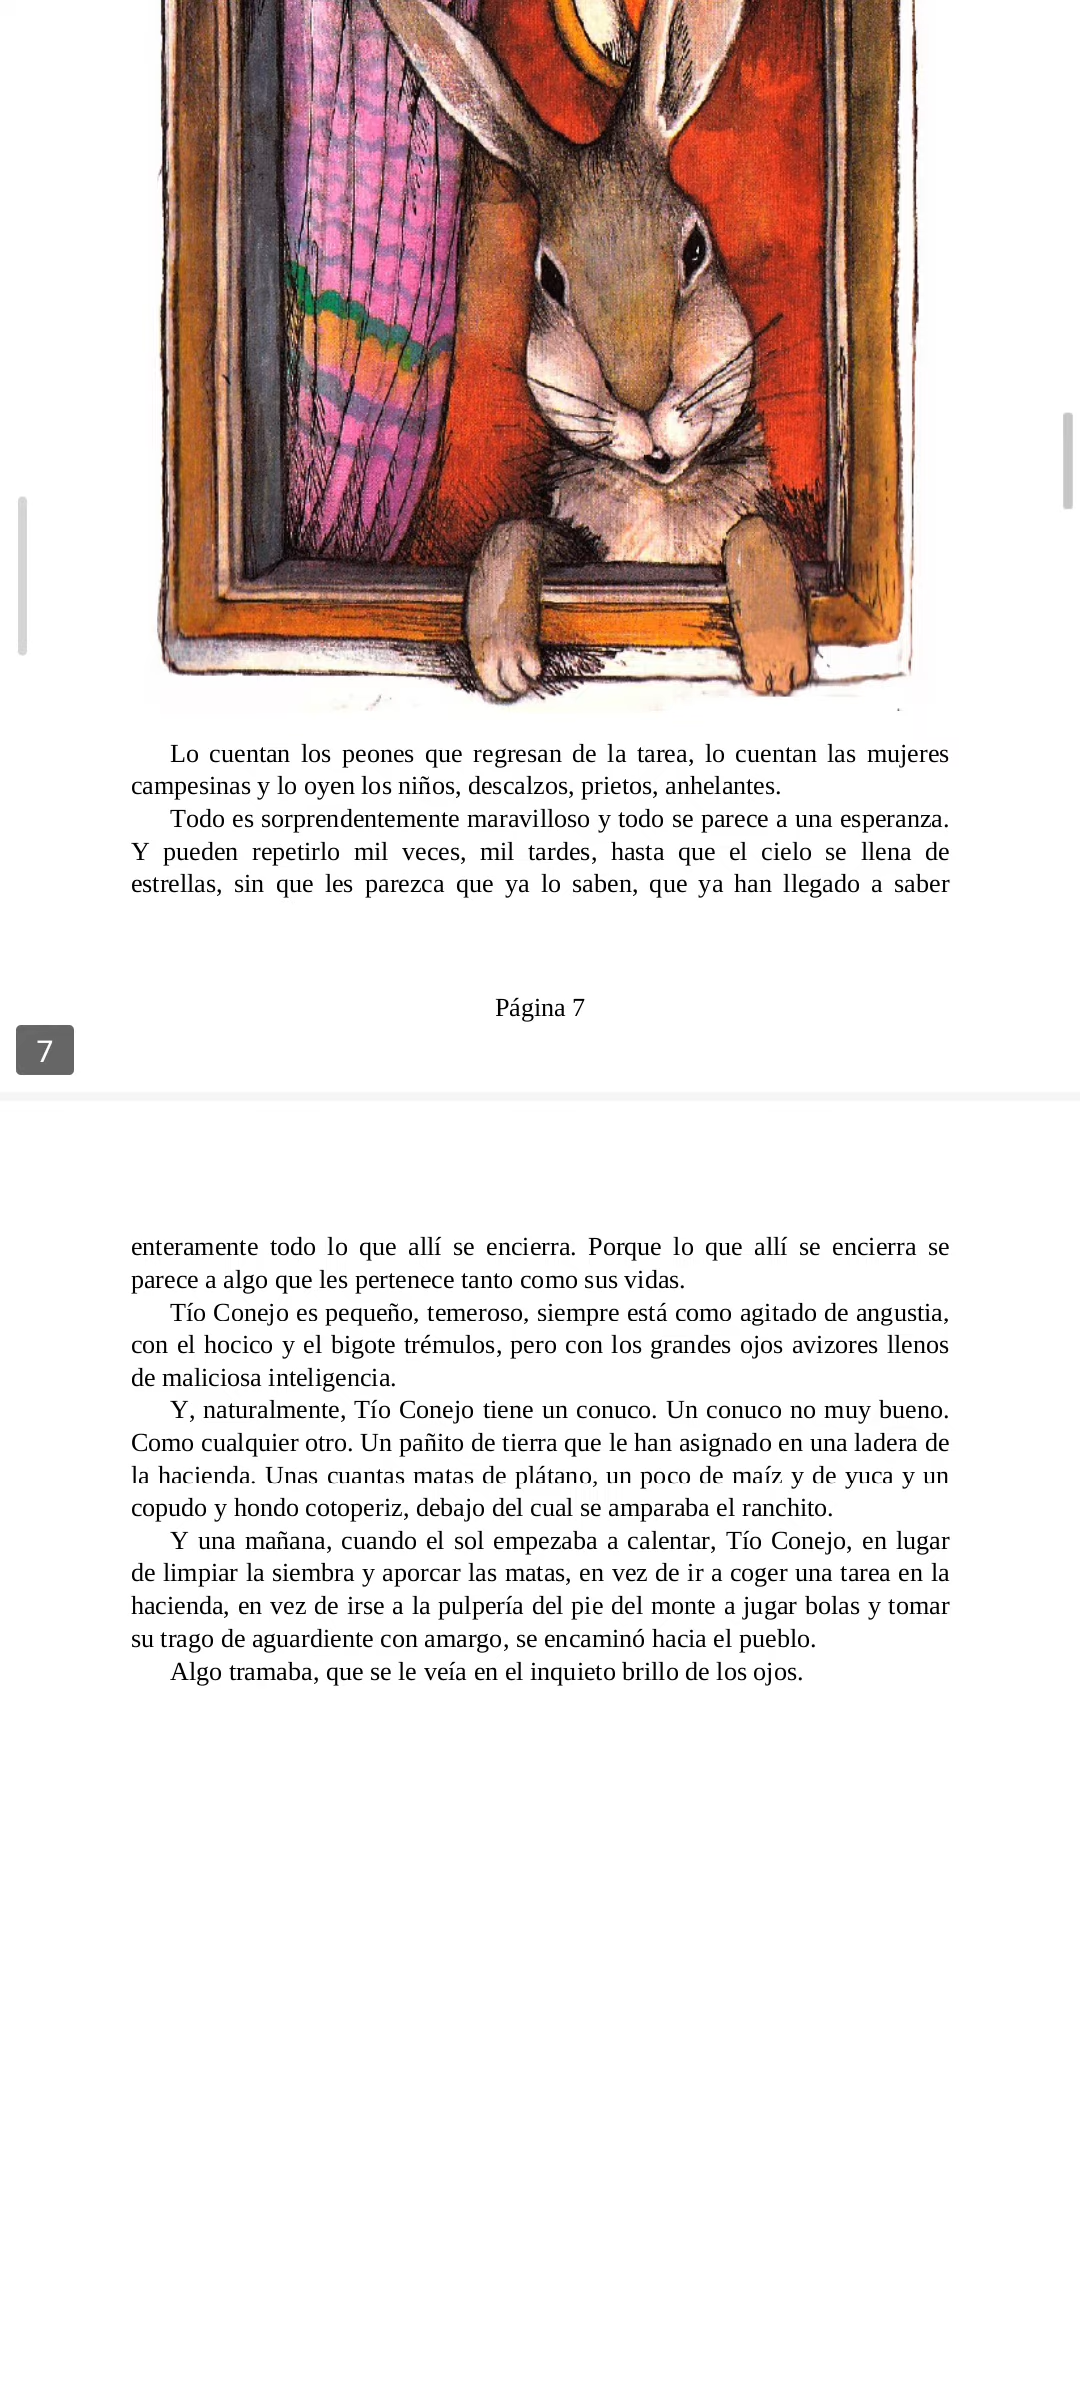 Lo cuentan los peones que regresan de la tarea, lo cuentan las mujeres
campesinas y lo oyen los niños, descalzos, prietos, anhelantes.
Todo es sorprendentemente maravilloso y todo se parece a una esperanza.
Y pueden repetirlo mil veces, mil tardes, hasta que el cielo se llena de
estrellas, sin que les parezca que ya lo saben, que ya han llegado a saber
Página 7
7
enteramente todo lo que allí se encierra. Porque lo que allí se encierra se
parece a algo que les pertenece tanto como sus vidas.
Tío Conejo es pequeño, temeroso, siempre está como agitado de angustia,
con el hocico y el bigote trémulos, pero con los grandes ojos avizores llenos
de maliciosa inteligencia.
Y, naturalmente, Tío Conejo tiene un conuco. Un conuco no muy bueno.
Como cualquier otro. Un pañito de tierra que le han asignado en una ladera de
la hacienda. Unas cuantas matas de plátano, un poco de maíz y de yuca y un
copudo y hondo cotoperiz, debajo del cual se amparaba el ranchito.
Y una mañana, cuando el sol empezaba a calentar, Tío Conejo, en lugar
de limpiar la siembra y aporcar las matas, en vez de ir a coger una tarea en la
hacienda, en vez de irse a la pulpería del pie del monte a jugar bolas y tomar
su trago de aguardiente con amargo, se encaminó hacia el pueblo.
Algo tramaba, que se le veía en el inquieto brillo de los ojos.